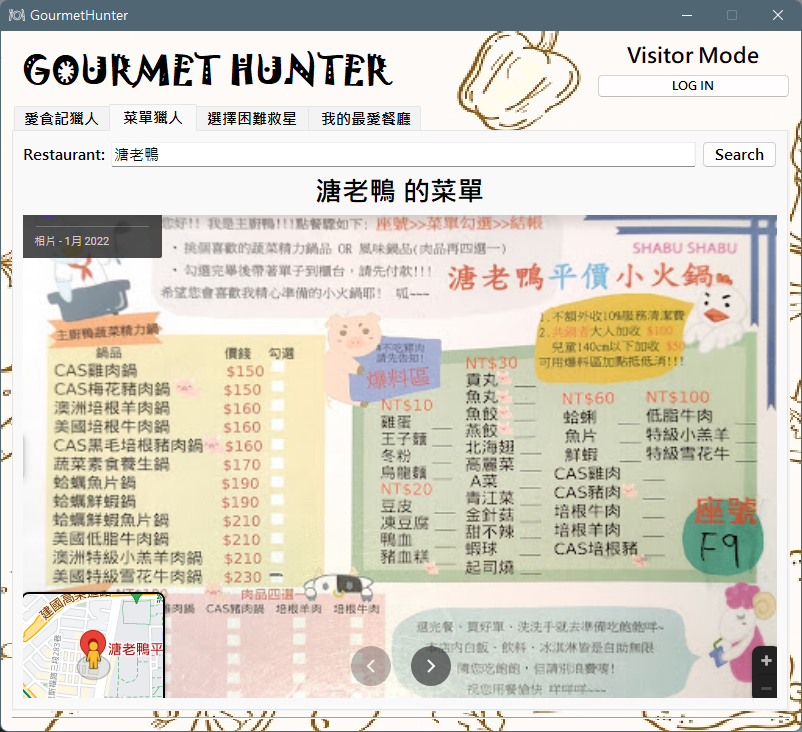 GourmetHunter
GOURMET HUNTER
Visitor Mode
LOG IN
愛食記獵人 菜單獵人 選擇困難救星 我的最愛餐廳
Restaurant: 溏老鴨 Search
溏老鴨 的菜單
相片 - 1月 2022
您好!! 我是主廚鴨!!!點餐驟如下: 座號>>菜單勾選>>結帳
・挑個喜歡的蔬菜精力鍋品 OR 風味鍋品(肉品再四選一)
・勾選完畢後帶著單子到櫃台，請先付款!!!
希望您會喜歡我精心準備的小火鍋耶! 呱~~~
SHABU SHABU
溏老鴨平價小火鍋
1.不額外收10%服務清潔費
2.共鍋者大人加收 $100
兒童140cm以下加收 $50
可用爆料區加點抵低消!!!
主廚鴨蔬菜精力鍋
鍋品 價錢 勾選
CAS雞肉鍋 $150
CAS梅花豬肉鍋 $150
澳洲培根羊肉鍋 $160
美國培根牛肉鍋 $160
CAS黑毛培根豬肉鍋 $160
蔬菜素食養生鍋 $170
蛤蠣魚片鍋 $190
蛤蠣鮮蝦鍋 $190
蛤蠣鮮蝦魚片鍋 $210
美國低脂牛肉鍋 $210
澳洲特級小羔羊肉鍋 $210
美國特級雪花牛肉鍋 $230
不吃豬肉
請先告知!
爆料區
NT$10
雞蛋
王子麵
冬粉
烏龍麵
NT$20
豆皮
凍豆腐
鴨血
豬血糕
NT$30
貢丸
魚丸
魚餃
燕餃
北海翅
高麗菜
A菜
青江菜
金針菇
甜不辣
蝦球
起司燒
NT$60
蛤蜊
魚片
鮮蝦
CAS雞肉
CAS豬肉
培根牛肉
培根羊肉
CAS培根豬
NT$100
低脂牛肉
特級小羔羊
特級雪花牛
座號
F9
肉品四選一
雞肉鍋 CAS豬肉鍋 培根羊肉 培根牛肉
選完餐、買好單、洗洗手就去準備吃飽飽咩~
本店內白飯、飲料、冰淇淋皆是自助無限
隨您吃飽飽，但請別浪費唷!
祝您用餐愉快 咩咩咩~~~
建國高架道路
溏老鴨平